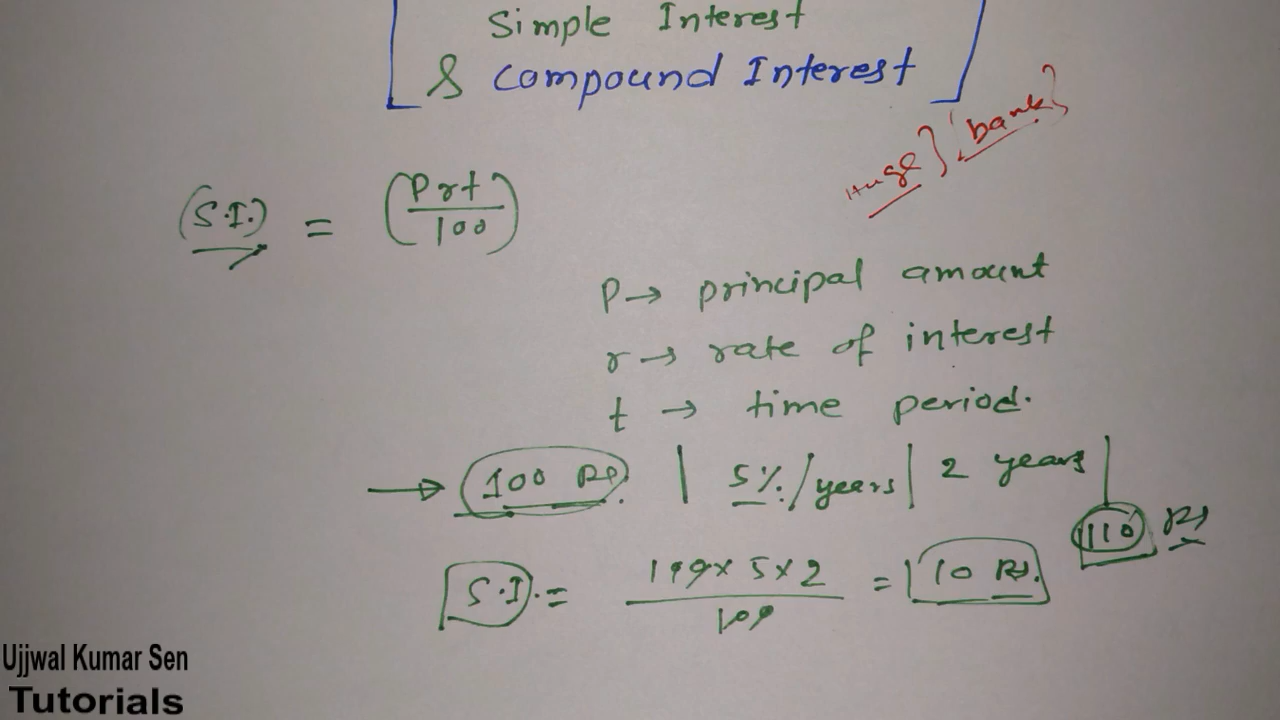 Simple Interest
& Compound Interest
Huge } { bank }
(S.I.) = (Prt/100)
P → principal amount
r → rate of interest
t → time period.
→ 100 Rs. | 5%/years | 2 years |
110 Rs
S.I. = 100 × 5 × 2 / 100 = 10 Rs.
Ujjwal Kumar Sen
Tutorials